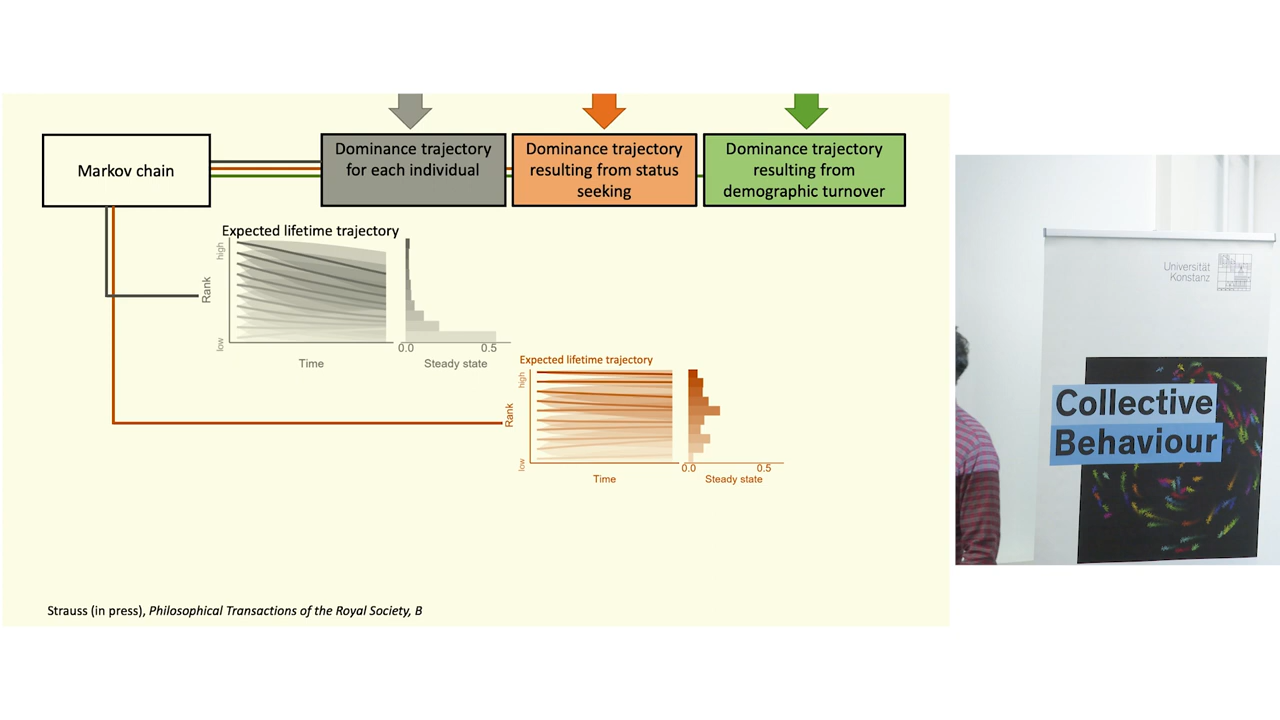 Markov chain
Dominance trajectory
for each individual
Dominance trajectory
resulting from status
seeking
Dominance trajectory
resulting from
demographic turnover
Expected lifetime trajectory
high
Rank
low
Time
0.0
0.5
Steady state
Expected lifetime trajectory
high
Rank
low
Time
0.0
0.5
Steady state
Strauss (in press), Philosophical Transactions of the Royal Society, B
Universität
Konstanz
Collective
Behaviour